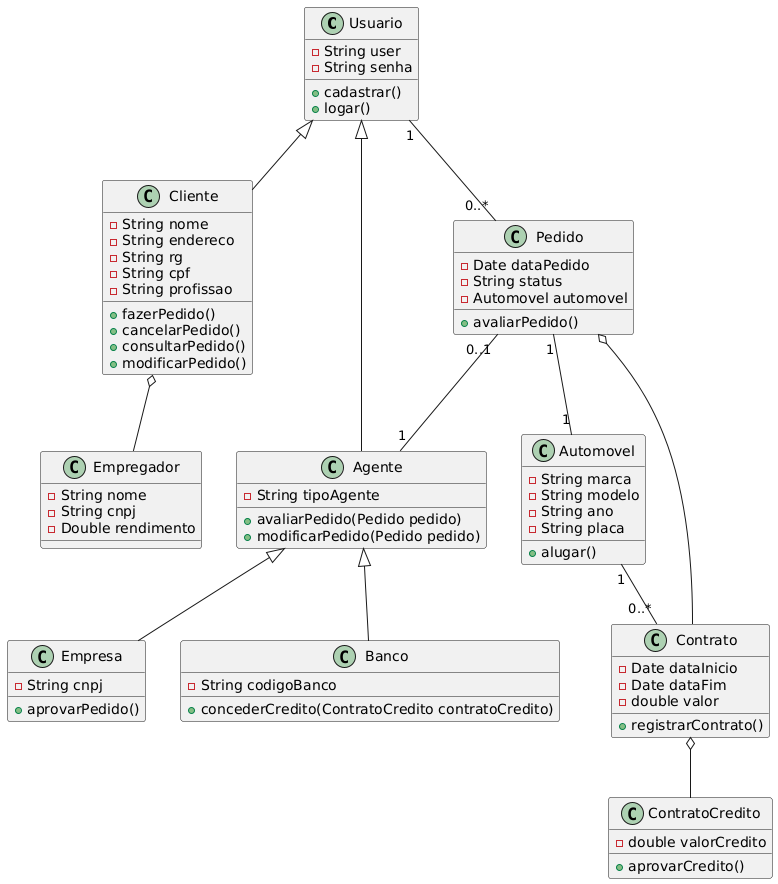 C Usuario
String user
String senha
cadastrar()
logar()
1
0..*
C Cliente
String nome
String endereco
String rg
String cpf
String profissao
fazerPedido()
cancelarPedido()
consultarPedido()
modificarPedido()
C Pedido
Date dataPedido
String status
Automovel automovel
avaliarPedido()
0..1
1
1
1
C Empregador
String nome
String cnpj
Double rendimento
C Agente
String tipoAgente
avaliarPedido(Pedido pedido)
modificarPedido(Pedido pedido)
C Automovel
String marca
String modelo
String ano
String placa
alugar()
1
0..*
C Empresa
String cnpj
aprovarPedido()
C Banco
String codigoBanco
concederCredito(ContratoCredito contratoCredito)
C Contrato
Date dataInicio
Date dataFim
double valor
registrarContrato()
C ContratoCredito
double valorCredito
aprovarCredito()